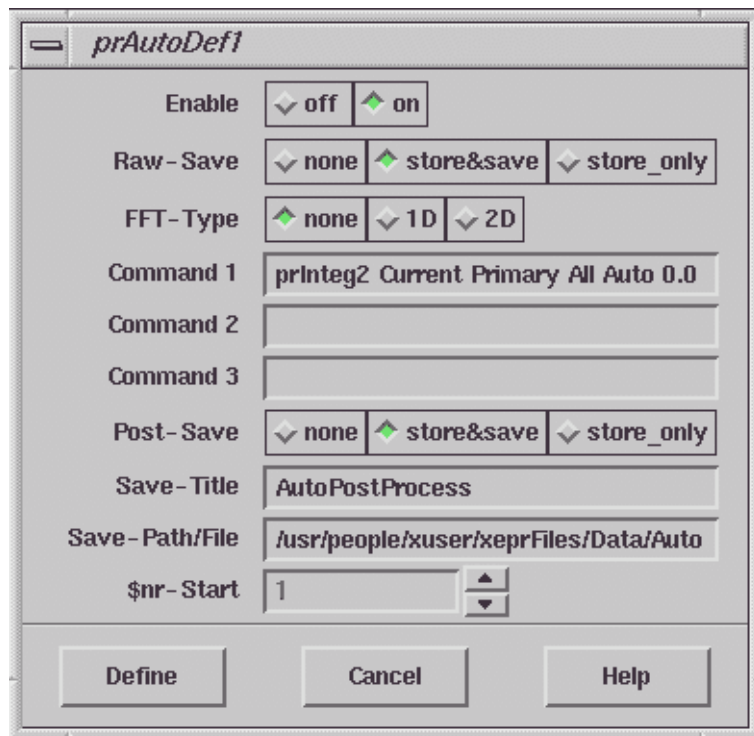 prAutoDef1
Enable off on
Raw-Save none store&save store_only
FFT-Type none 1D 2D
Command 1 prInteg2 Current Primary All Auto 0.0
Command 2
Command 3
Post-Save none store&save store_only
Save-Title AutoPostProcess
Save-Path/File /usr/people/xuser/xeprFiles/Data/Auto
$nr-Start 1
Define Cancel Help